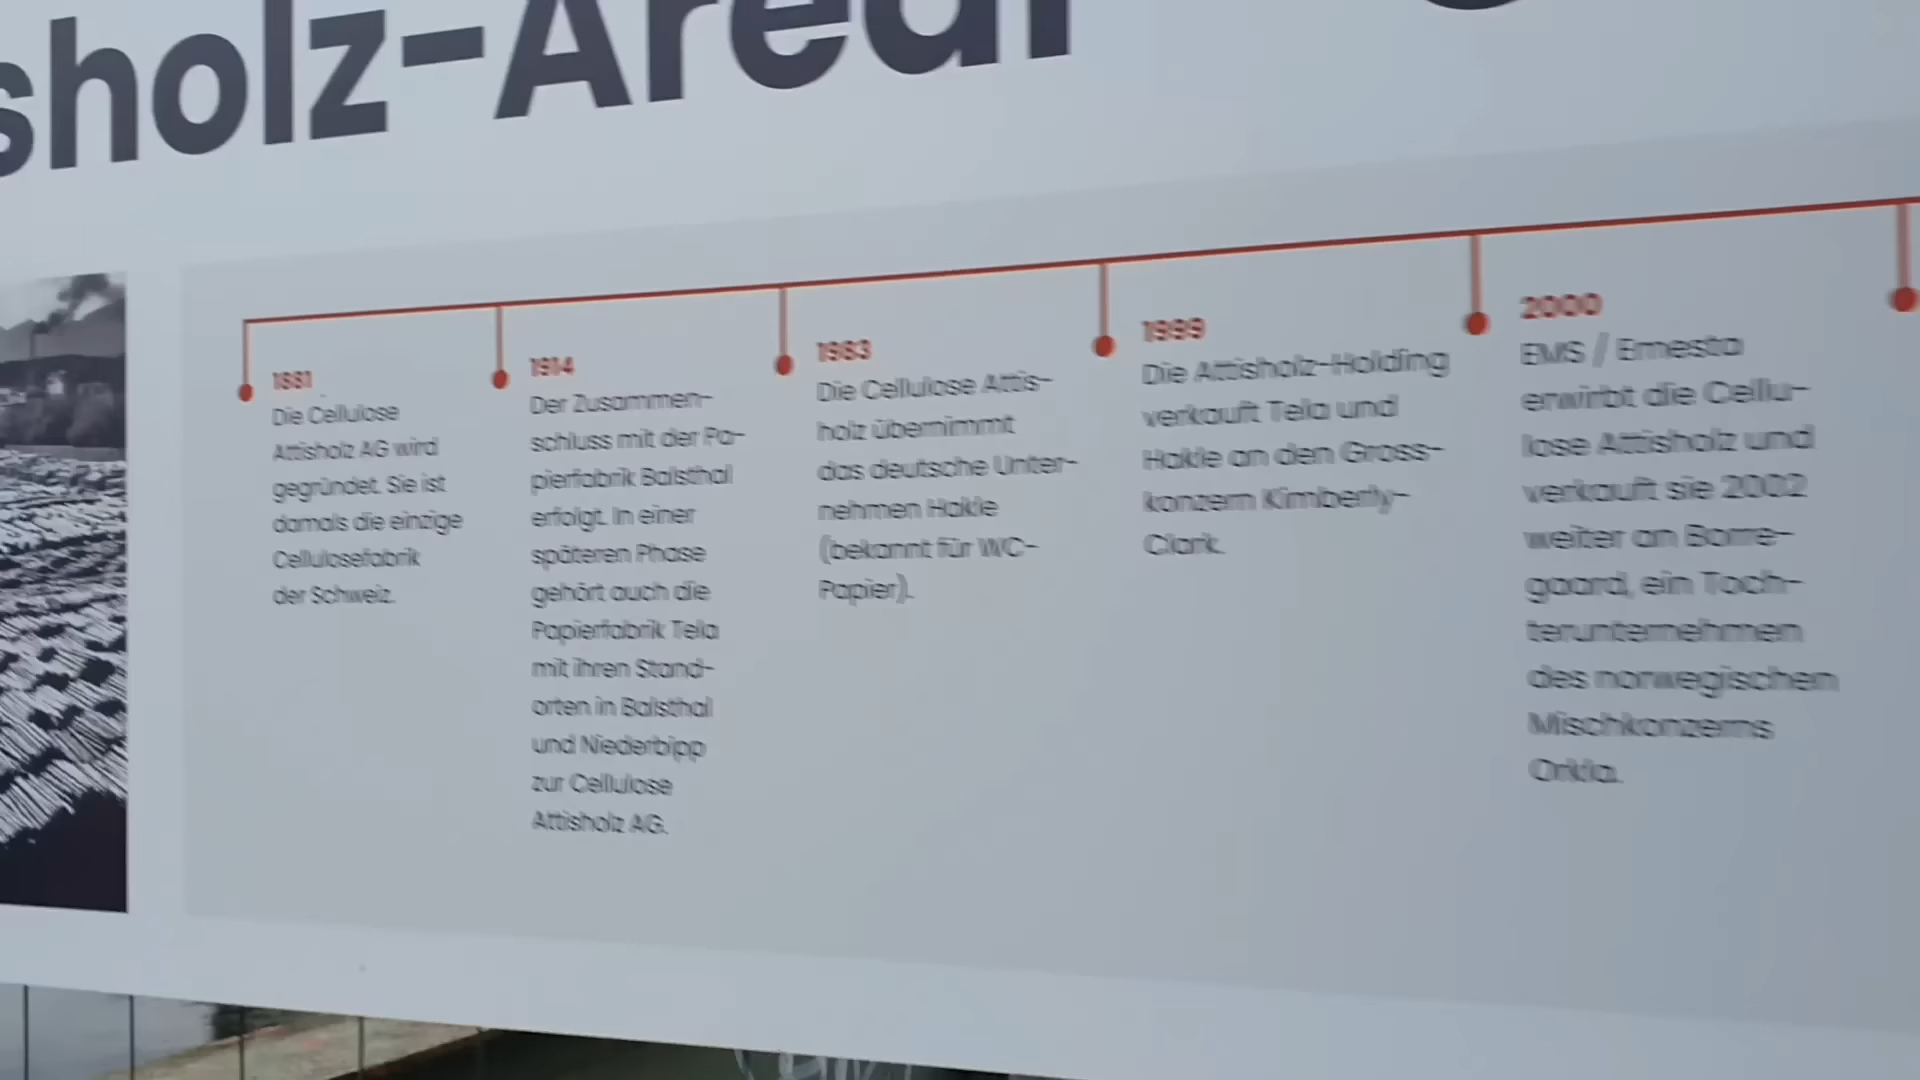 sholz-Areal
1881
Die Cellulose
Attisholz AG wird
gegründet. Sie ist
damals die einzige
Cellulosefabrik
der Schweiz.
1914
Der Zusammen-
schluss mit der Pa-
pierfabrik Balsthal
erfolgt. In einer
späteren Phase
gehört auch die
Papierfabrik Tela
mit ihren Stand-
orten in Balsthal
und Niederbipp
zur Cellulose
Attisholz AG.
1983
Die Cellulose Attis-
holz übernimmt
das deutsche Unter-
nehmen Hakle
(bekannt für WC-
Papier).
1999
Die Attisholz-Holding
verkauft Tela und
Hakle an den Gross-
konzern Kimberly-
Clark.
2000
EMS / Ernesta
erwirbt die Cellu-
lose Attisholz und
verkauft sie 2002
weiter an Borre-
gaard, ein Toch-
terunternehmen
des norwegischen
Mischkonzerns
Orkla.